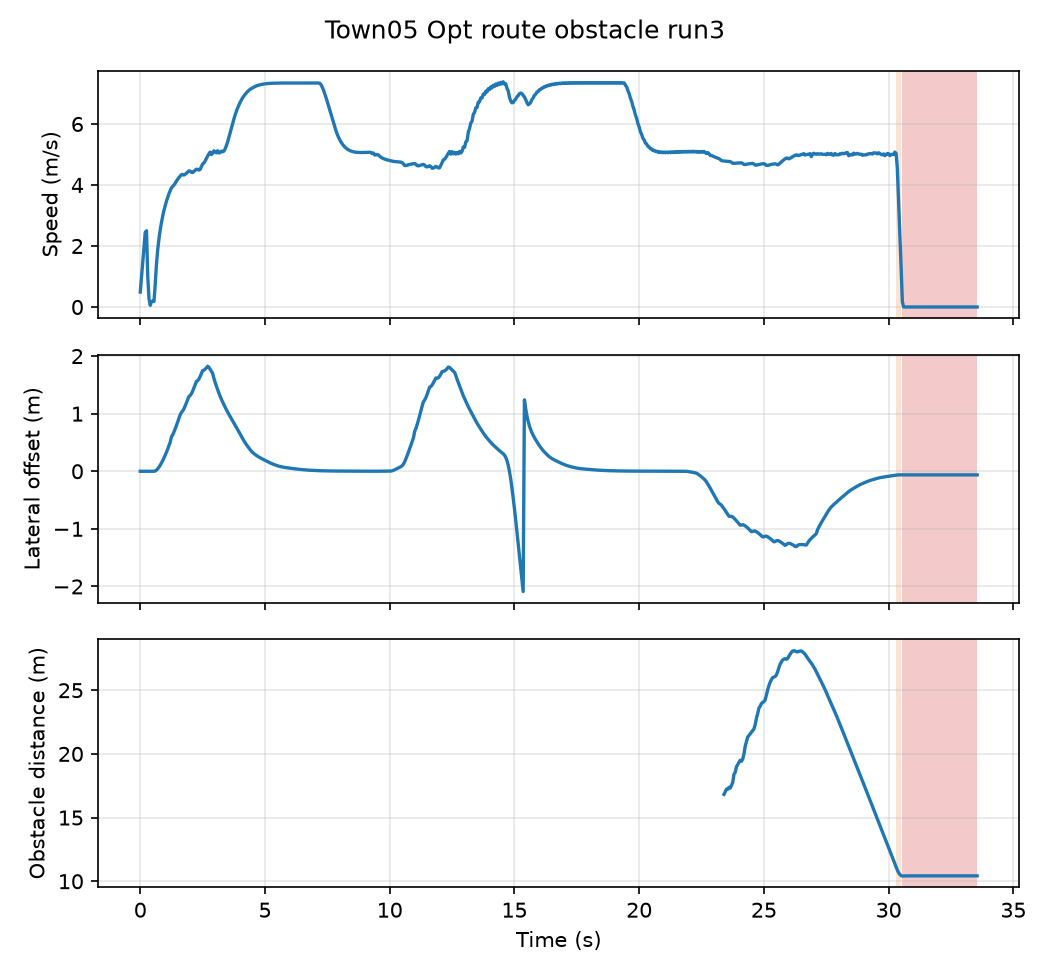 Town05 Opt route obstacle run3
Speed (m/s)
6
4
2
0
Lateral offset (m)
2
1
0
−1
−2
Obstacle distance (m)
25
20
15
10
0 5 10 15 20 25 30 35
Time (s)